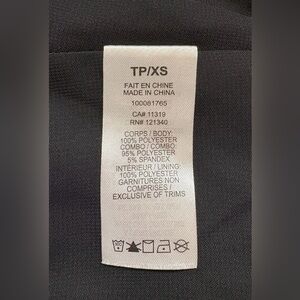 TP/XS
FAIT EN CHINE
MADE IN CHINA
100061765
CA# 11319
RN# 121340
CORPS / BODY:
100% POLYESTER
COMBO / COMBO:
95% POLYESTER
5% SPANDEX
INTÉRIEUR / LINING:
100% POLYESTER
GARNITURES NON
COMPRISES /
EXCLUSIVE OF TRIMS